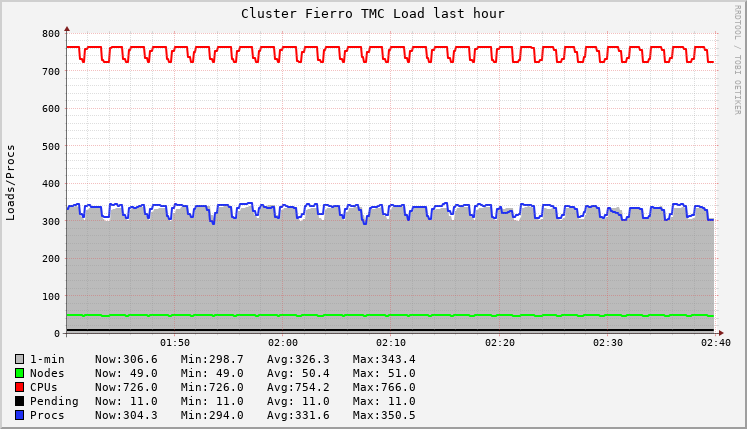 Cluster Fierro TMC Load last hour
RRDTOOL / TOBI OETIKER
Loads/Procs
800
700
600
500
400
300
200
100
0
01:50 02:00 02:10 02:20 02:30 02:40
1-min Now:306.6 Min:298.7 Avg:326.3 Max:343.4
Nodes Now: 49.0 Min: 49.0 Avg: 50.4 Max: 51.0
CPUs Now:726.0 Min:726.0 Avg:754.2 Max:766.0
Pending Now: 11.0 Min: 11.0 Avg: 11.0 Max: 11.0
Procs Now:304.3 Min:294.0 Avg:331.6 Max:350.5